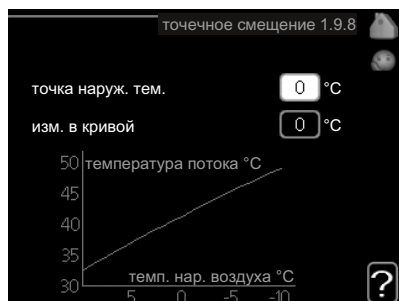 точечное смещение 1.9.8
точка наруж. тем. 0 °C
изм. в кривой 0 °C
50 температура потока °C
45
40
35
30 темп. нар. воздуха °C
5 0 -5 -10
?